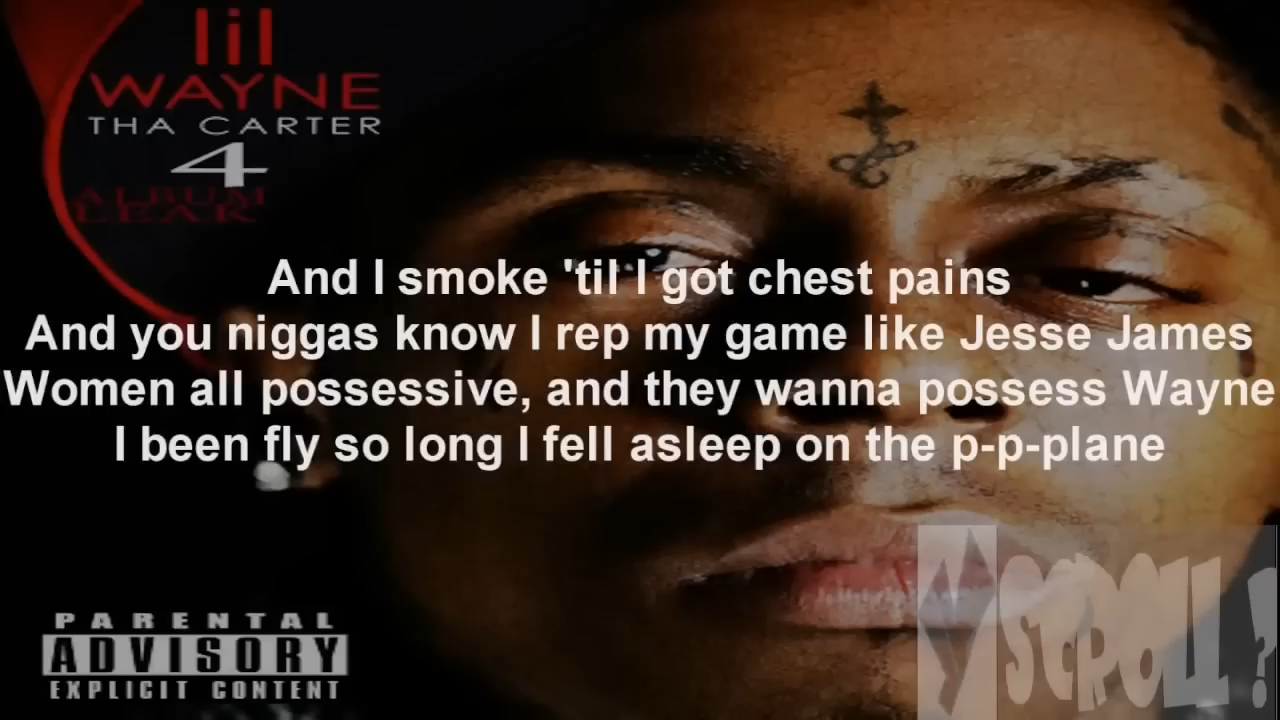 lil
WAYNE
THA CARTER
4
ALBUM
LEAK
And I smoke 'til I got chest pains
And you niggas know I rep my game like Jesse James
Women all possessive, and they wanna possess Wayne
I been fly so long I fell asleep on the p-p-plane
SCROLL?
PARENTAL
ADVISORY
EXPLICIT CONTENT